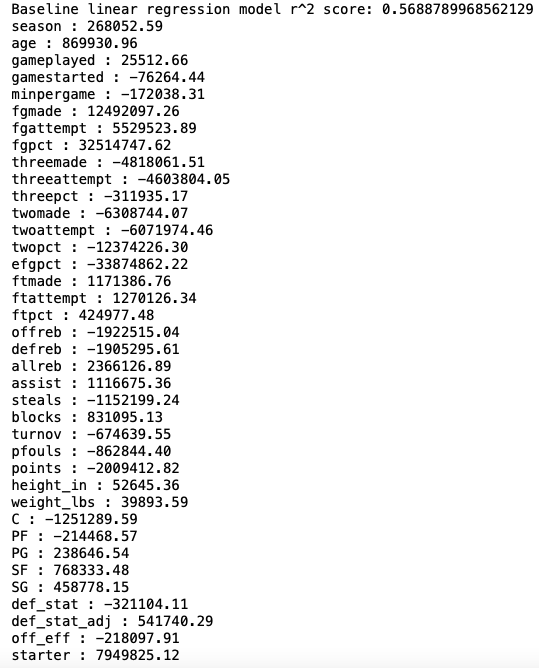 Baseline linear regression model r^2 score: 0.5688789968562129
season : 268052.59
age : 869930.96
gameplayed : 25512.66
gamestarted : -76264.44
minpergame : -172038.31
fgmade : 12492097.26
fgattempt : 5529523.89
fgpct : 32514747.62
threemade : -4818061.51
threeattempt : -4603804.05
threepct : -311935.17
twomade : -6308744.07
twoattempt : -6071974.46
twopct : -12374226.30
efgpct : -33874862.22
ftmade : 1171386.76
ftattempt : 1270126.34
ftpct : 424977.48
offreb : -1922515.04
defreb : -1905295.61
allreb : 2366126.89
assist : 1116675.36
steals : -1152199.24
blocks : 831095.13
turnov : -674639.55
pfouls : -862844.40
points : -2009412.82
height_in : 52645.36
weight_lbs : 39893.59
C : -1251289.59
PF : -214468.57
PG : 238646.54
SF : 768333.48
SG : 458778.15
def_stat : -321104.11
def_stat_adj : 541740.29
off_eff : -218097.91
starter : 7949825.12